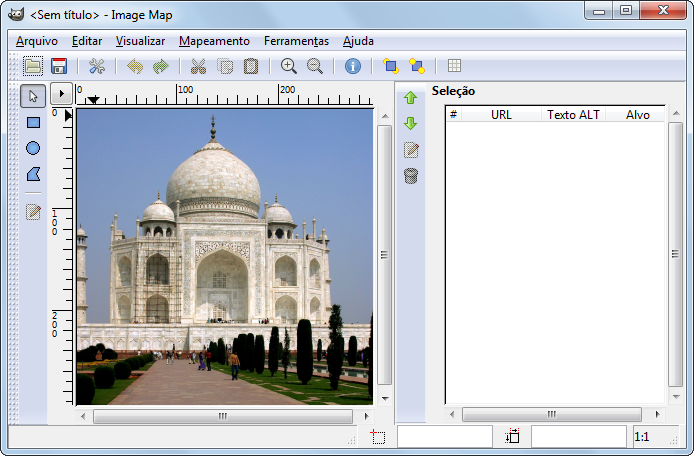 <Sem título> - Image Map
Arquivo Editar Visualizar Mapeamento Ferramentas Ajuda
0 100 200
0
100
200
Seleção
# URL Texto ALT Alvo
1:1